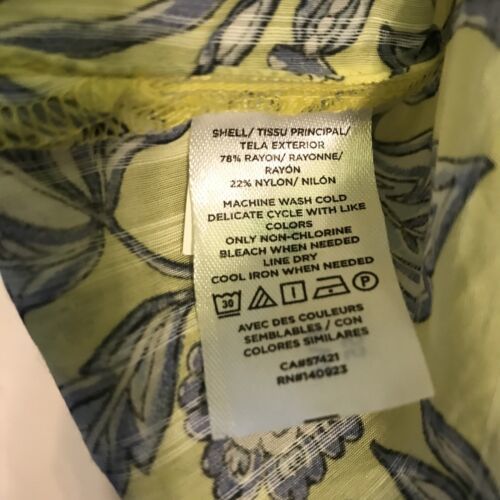 SHELL/ TISSU PRINCIPAL/
TELA EXTERIOR
78% RAYON/ RAYONNE/
RAYÓN
22% NYLON/ NILÓN
MACHINE WASH COLD
DELICATE CYCLE WITH LIKE
COLORS
ONLY NON-CHLORINE
BLEACH WHEN NEEDED
LINE DRY
COOL IRON WHEN NEEDED
30 P
AVEC DES COULEURS
SEMBLABLES / CON
COLORES SIMILARES
CA#57421
RN#140923